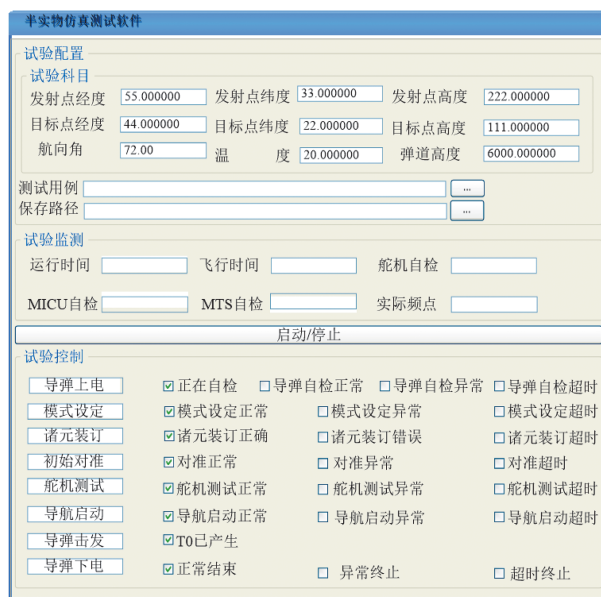 半实物仿真测试软件
试验配置
试验科目
发射点经度 55.000000 发射点纬度 33.000000 发射点高度 222.000000
目标点经度 44.000000 目标点纬度 22.000000 目标点高度 111.000000
航向角 72.00 温 度 20.000000 弹道高度 6000.000000
测试用例 ...
保存路径 ...
试验监测
运行时间 飞行时间 舵机自检
MICU自检 MTS自检 实际频点
启动/停止
试验控制
导弹上电 正在自检 导弹自检正常 导弹自检异常 导弹自检超时
模式设定 模式设定正常 模式设定异常 模式设定超时
诸元装订 诸元装订正确 诸元装订错误 诸元装订超时
初始对准 对准正常 对准异常 对准超时
舵机测试 舵机测试正常 舵机测试异常 舵机测试超时
导航启动 导航启动正常 导航启动异常 导航启动超时
导弹击发 T0已产生
导弹下电 正常结束 异常终止 超时终止